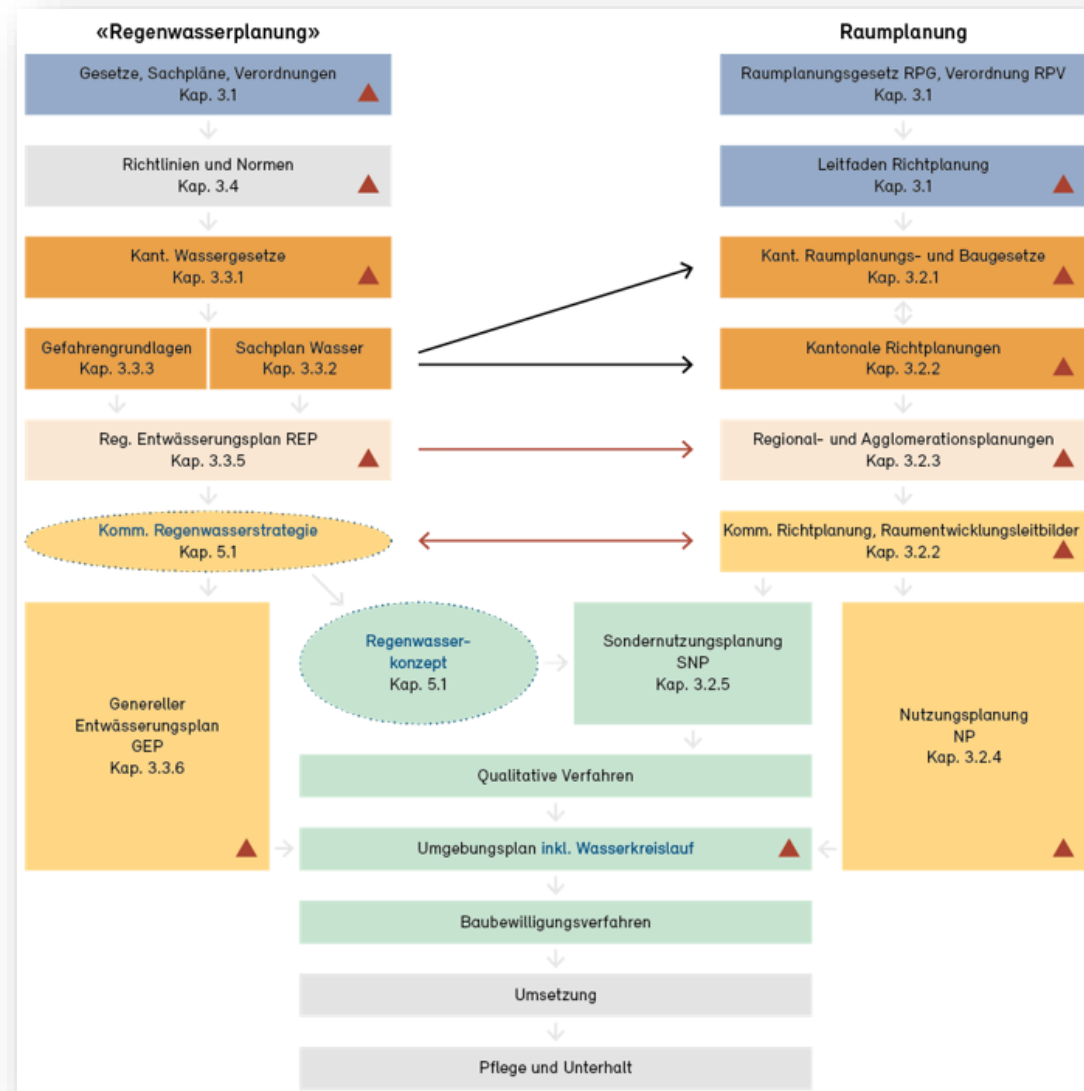 «Regenwasserplanung»
Raumplanung
Gesetze, Sachpläne, Verordnungen
Kap. 3.1
Raumplanungsgesetz RPG, Verordnung RPV
Kap. 3.1
Richtlinien und Normen
Kap. 3.4
Leitfaden Richtplanung
Kap. 3.1
Kant. Wassergesetze
Kap. 3.3.1
Kant. Raumplanungs- und Baugesetze
Kap. 3.2.1
Gefahrengrundlagen
Kap. 3.3.3
Sachplan Wasser
Kap. 3.3.2
Kantonale Richtplanungen
Kap. 3.2.2
Reg. Entwässerungsplan REP
Kap. 3.3.5
Regional- und Agglomerationsplanungen
Kap. 3.2.3
Komm. Regenwasserstrategie
Kap. 5.1
Komm. Richtplanung, Raumentwicklungsleitbilder
Kap. 3.2.2
Genereller
Entwässerungsplan
GEP
Kap. 3.3.6
Regenwasser-
konzept
Kap. 5.1
Sondernutzungsplanung
SNP
Kap. 3.2.5
Nutzungsplanung
NP
Kap. 3.2.4
Qualitative Verfahren
Umgebungsplan inkl. Wasserkreislauf
Baubewilligungsverfahren
Umsetzung
Pflege und Unterhalt